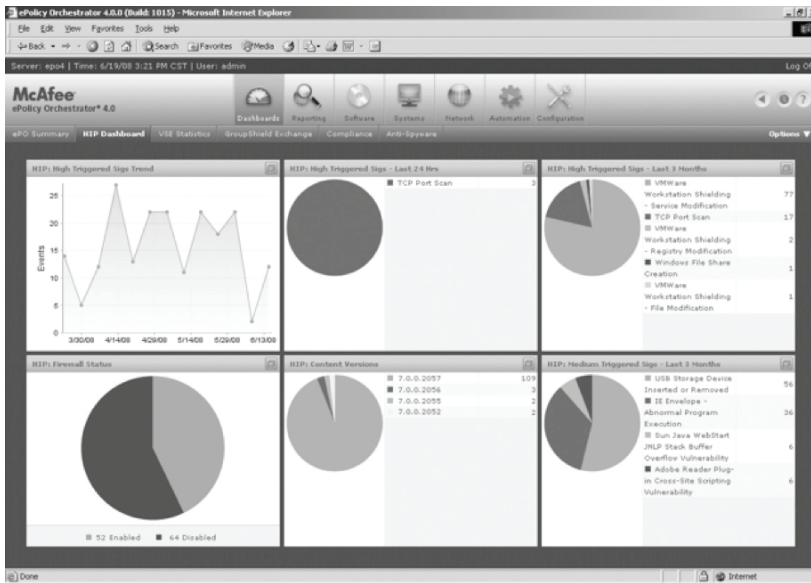 ePolicy Orchestrator 4.0.0 (Build: 1015) - Microsoft Internet Explorer
File Edit View Favorites Tools Help
Back Search Favorites Media
Server: epo4 | Time: 6/19/08 3:21 PM CST | User: admin
Log Of
McAfee
ePolicy Orchestrator® 4.0
Dashboards Reporting Software Systems Network Automation Configuration
ePO Summary HIP Dashboard VSE Statistics GroupShield Exchange Compliance Anti-Spyware Options
HIP: High Triggered Sigs Trend
Events
25
20
15
10
5
0
3/30/08 4/14/08 4/29/08 5/14/08 5/29/08 6/13/08
HIP: High Triggered Sigs - Last 24 Hrs
TCP Port Scan 3
HIP: High Triggered Sigs - Last 3 Months
VMWare
Workstation Shielding 77
- Service Modification
TCP Port Scan 17
VMWare
Workstation Shielding 2
- Registry Modification
Windows File Share 1
Creation
VMWare
Workstation Shielding 1
- File Modification
HIP: Firewall Status
52 Enabled 64 Disabled
HIP: Content Versions
7.0.0.2057 109
7.0.0.2056 3
7.0.0.2055 2
7.0.0.2052 2
HIP: Medium Triggered Sigs - Last 3 Months
USB Storage Device 56
Inserted or Removed
IE Envelope -
Abnormal Program 36
Execution
Sun Java WebStart
JNLP Stack Buffer 6
Overflow Vulnerability
Adobe Reader Plug-
in Cross-Site Scripting 6
Vulnerability
Done
Internet